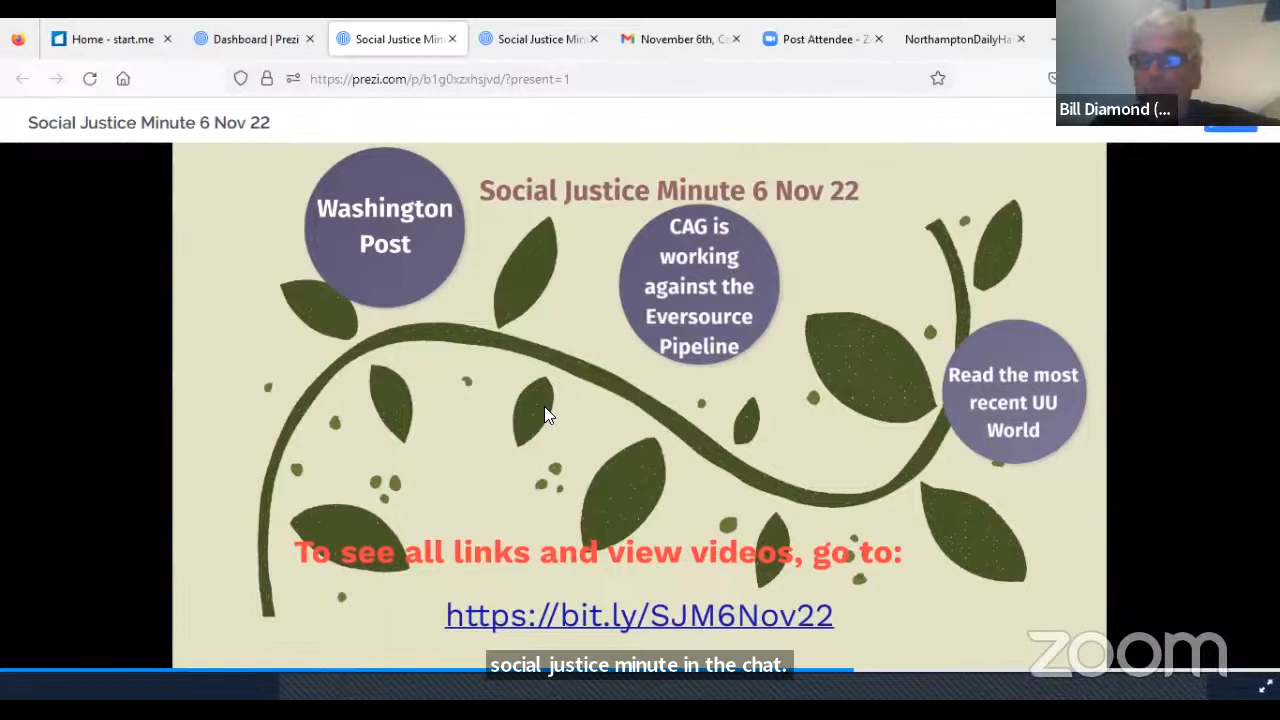 Home - start.me
Dashboard | Prezi
Social Justice Min
Social Justice Min
November 6th, C
Post Attendee - Z
NorthamptonDailyHa
https://prezi.com/p/b1g0xzxhsjvd/?present=1
Bill Diamond (...
Social Justice Minute 6 Nov 22
Social Justice Minute 6 Nov 22
Washington
Post
CAG is
working
against the
Eversource
Pipeline
Read the most
recent UU
World
To see all links and view videos, go to:
https://bit.ly/SJM6Nov22
social justice minute in the chat.
zoom